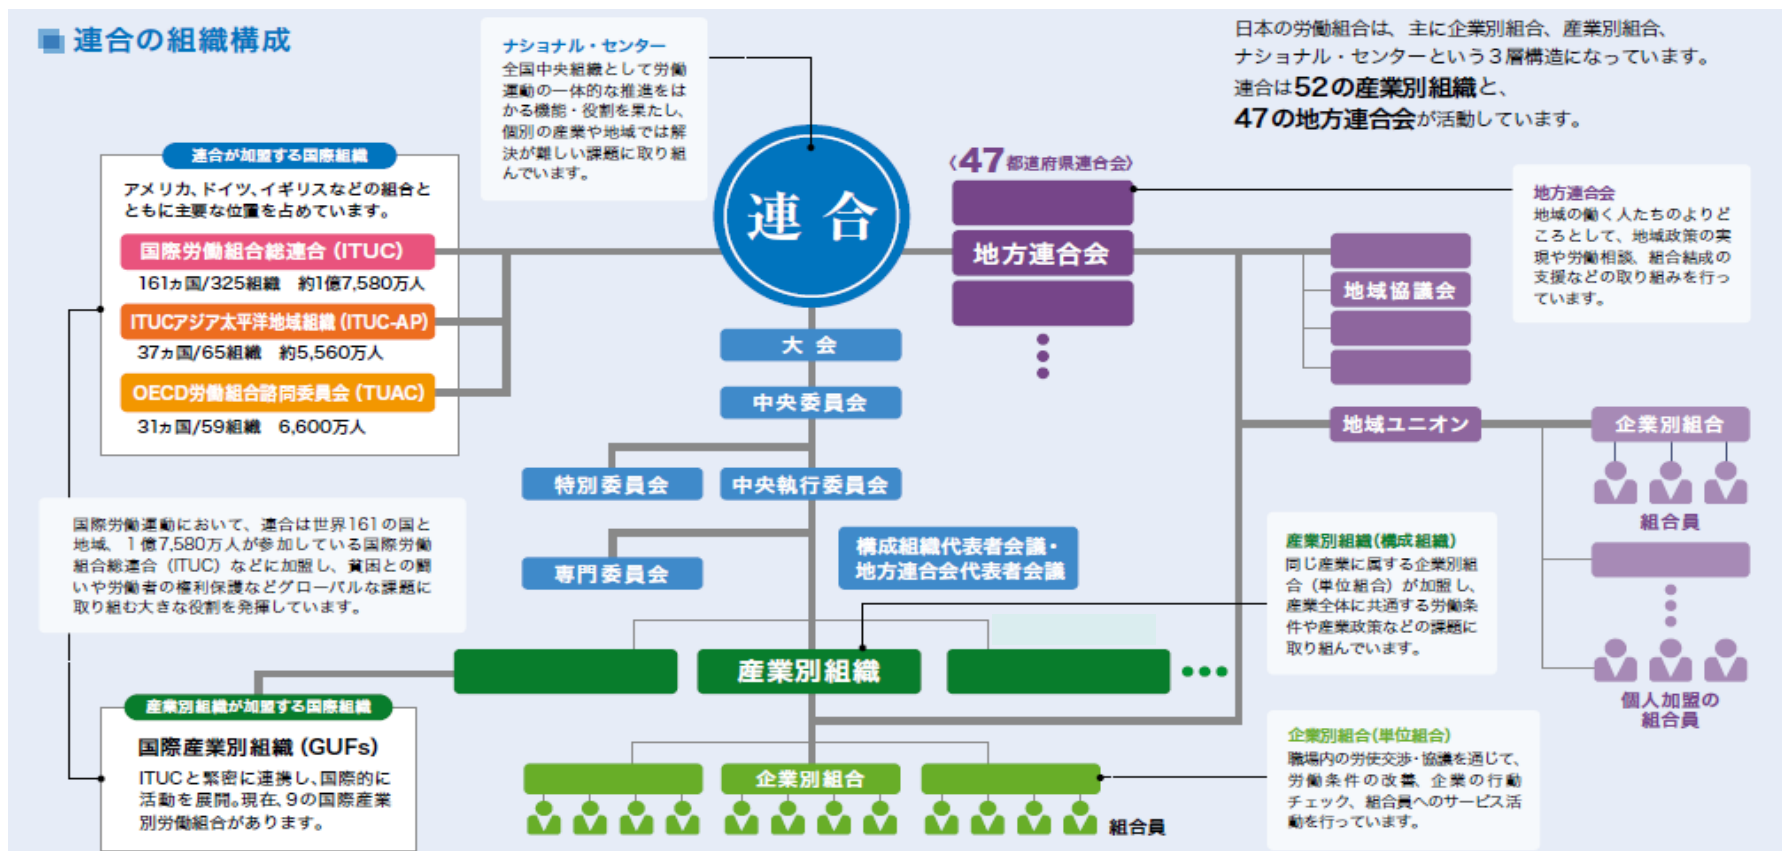 連合の組織構成
ナショナル・センター
全国中央組織として労働
運動の一体的な推進をは
かる機能・役割を果たし、
個別の産業や地域では解
決が難しい課題に取り組
んでいます。
日本の労働組合は、主に企業別組合、産業別組合、
ナショナル・センターという3層構造になっています。
連合は52の産業別組織と、
47の地方連合会が活動しています。
連合が加盟する国際組織
アメリカ、ドイツ、イギリスなどの組合と
ともに主要な位置を占めています。
国際労働組合総連合(ITUC)
161ヵ国/325組織 約1億7,580万人
ITUCアジア太平洋地域組織(ITUC-AP)
37ヵ国/65組織 約5,560万人
OECD労働組合諮問委員会(TUAC)
31ヵ国/59組織 6,600万人
連合
〈47都道府県連合会〉
地方連合会
地方連合会
地域の働く人たちのよりど
ころとして、地域政策の実
現や労働相談、組合結成の
支援などの取り組みを行っ
ています。
地域協議会
大会
中央委員会
特別委員会
中央執行委員会
専門委員会
構成組織代表者会議・
地方連合会代表者会議
地域ユニオン
企業別組合
組合員
個人加盟の
組合員
国際労働運動において、連合は世界161の国と
地域、1億7,580万人が参加している国際労働
組合総連合(ITUC)などに加盟し、貧困との闘
いや労働者の権利保護などグローバルな課題に
取り組む大きな役割を発揮しています。
産業別組織(構成組織)
同じ産業に属する企業別組
合(単位組合)が加盟し、
産業全体に共通する労働条
件や産業政策などの課題に
取り組んでいます。
産業別組織
産業別組織が加盟する国際組織
国際産業別組織(GUFs)
ITUCと緊密に連携し、国際的に
活動を展開。現在、9の国際産業
別労働組合があります。
企業別組合
組合員
企業別組合(単位組合)
職場内の労使交渉・協議を通じて、
労働条件の改善、企業の行動
チェック、組合員へのサービス活
動を行っています。